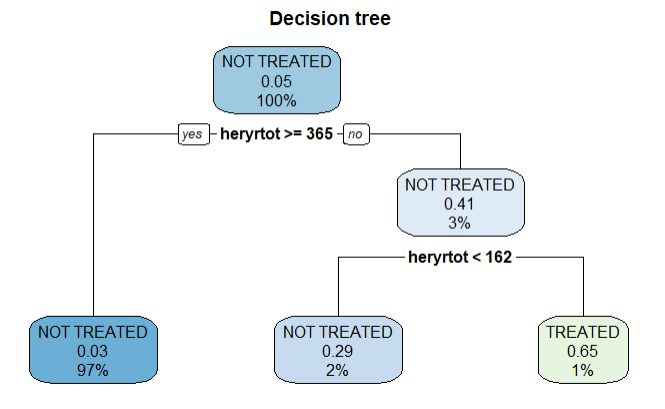 Decision tree
NOT TREATED
0.05
100%
yes heryrtot >= 365 no
NOT TREATED
0.41
3%
heryrtot < 162
NOT TREATED
0.03
97%
NOT TREATED
0.29
2%
TREATED
0.65
1%